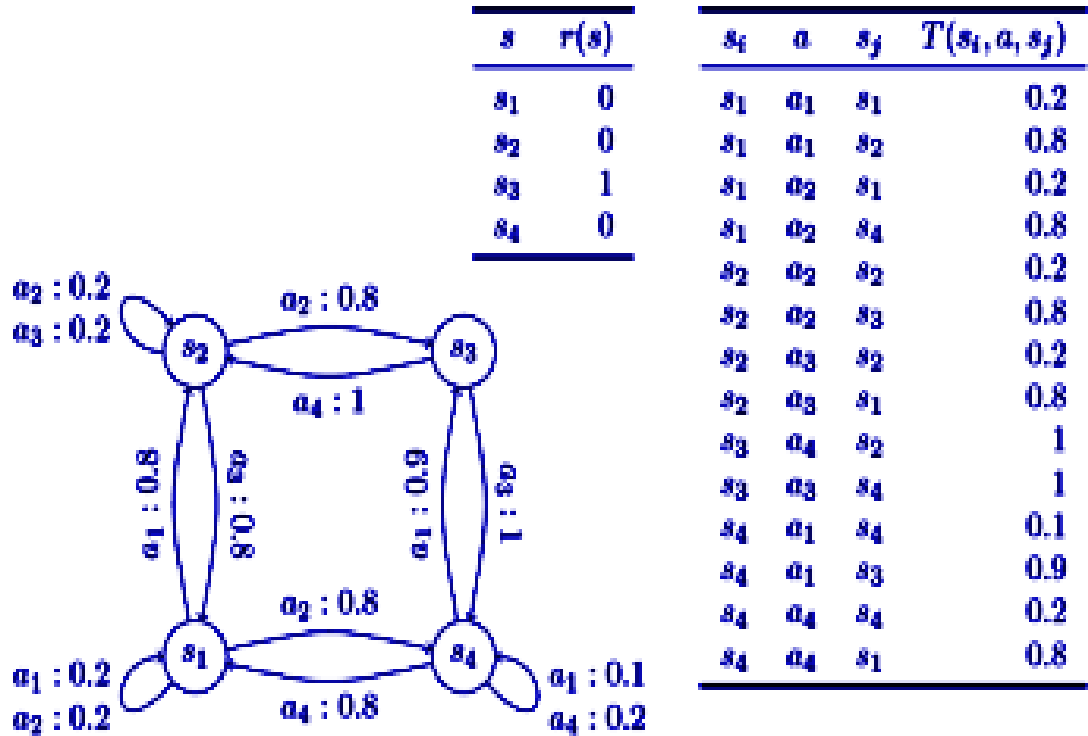 s r(s)
s₁ 0
s₂ 0
s₃ 1
s₄ 0
sᵢ a sⱼ T(sᵢ, a, sⱼ)
s₁ a₁ s₁ 0.2
s₁ a₁ s₂ 0.8
s₁ a₂ s₁ 0.2
s₁ a₂ s₄ 0.8
s₂ a₂ s₂ 0.2
s₂ a₂ s₃ 0.8
s₂ a₃ s₂ 0.2
s₂ a₃ s₁ 0.8
s₃ a₄ s₂ 1
s₃ a₃ s₄ 1
s₄ a₁ s₄ 0.1
s₄ a₁ s₃ 0.9
s₄ a₄ s₄ 0.2
s₄ a₄ s₁ 0.8
a₂ : 0.2
a₃ : 0.2
a₂ : 0.8
s₂
s₃
a₄ : 1
a₁ : 0.8
a₃ : 0.8
a₁ : 0.9
a₃ : 1
a₂ : 0.8
s₁
s₄
a₁ : 0.2
a₂ : 0.2
a₄ : 0.8
a₁ : 0.1
a₄ : 0.2